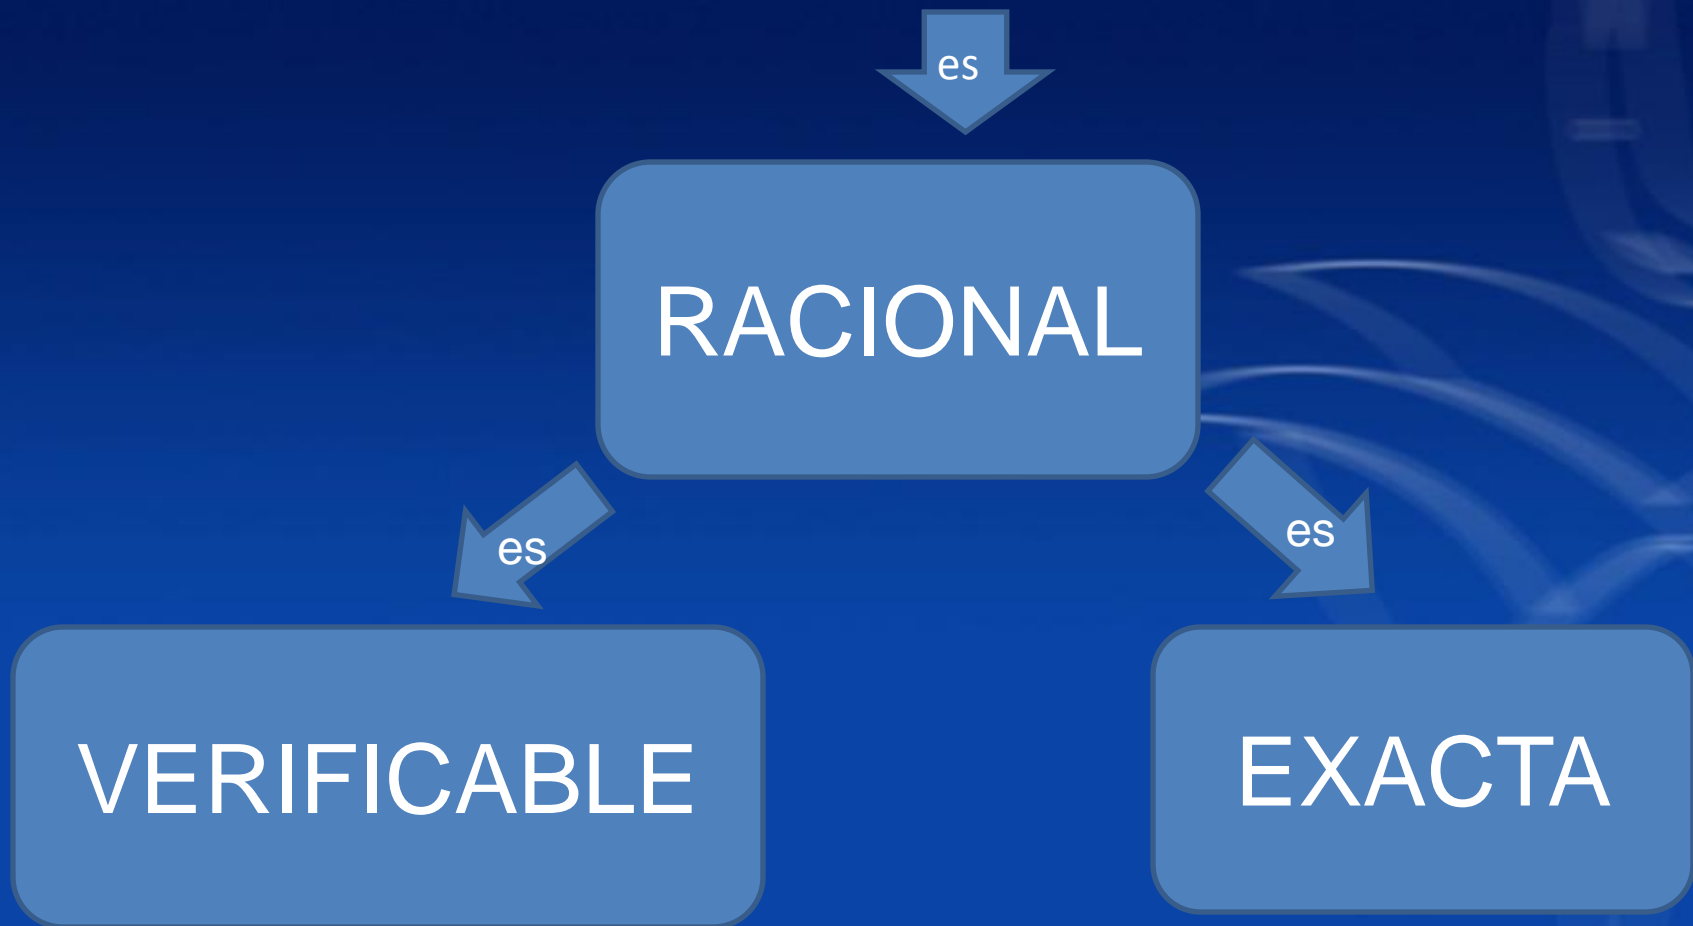 es
RACIONAL
es
es
VERIFICABLE
EXACTA